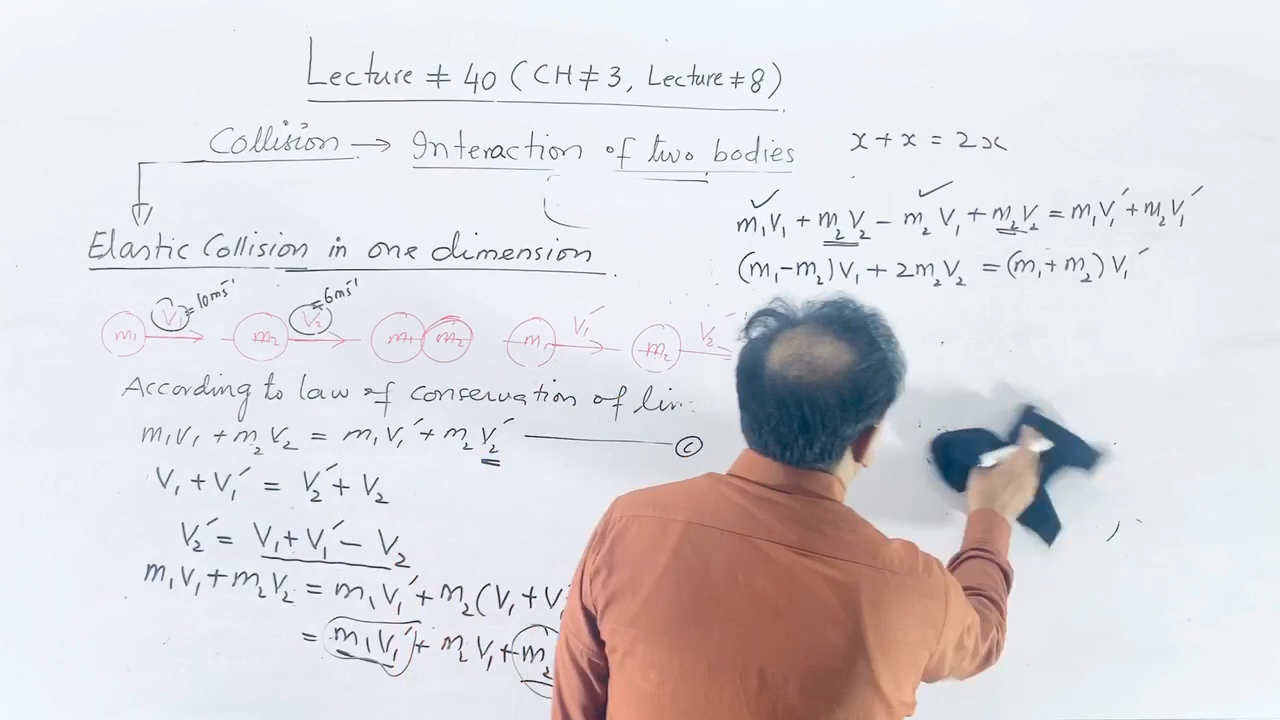 Lecture # 40 (CH # 3, Lecture # 8)
Collision → Interaction of two bodies
Elastic Collision in one dimension
m₁ V₁ = 10ms⁻¹ m₂ V₂ = 6ms⁻¹ m₁ m₂ m₁ V₁′ m₂ V₂′
According to law of conservation of
m₁V₁ + m₂V₂ = m₁V₁′ + m₂V₂′ ——— c
V₁ + V₁′ = V₂′ + V₂
V₂′ = V₁ + V₁′ − V₂
m₁V₁ + m₂V₂ = m₁V₁′ + m₂(V₁ +
= m₁V₁′ + m₂V₁ + m₂
x + x = 2x
m₁V₁ + m₂V₂ − m₂V₁ + m₂V₂ = m₁V₁′ + m₂V₁′
(m₁−m₂)V₁ + 2m₂V₂ = (m₁+m₂)V₁′